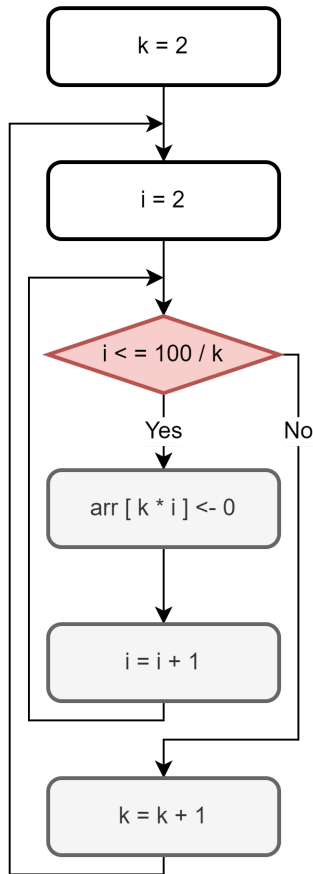 k = 2
i = 2
i < = 100 / k
Yes
No
arr [ k * i ] <- 0
i = i + 1
k = k + 1